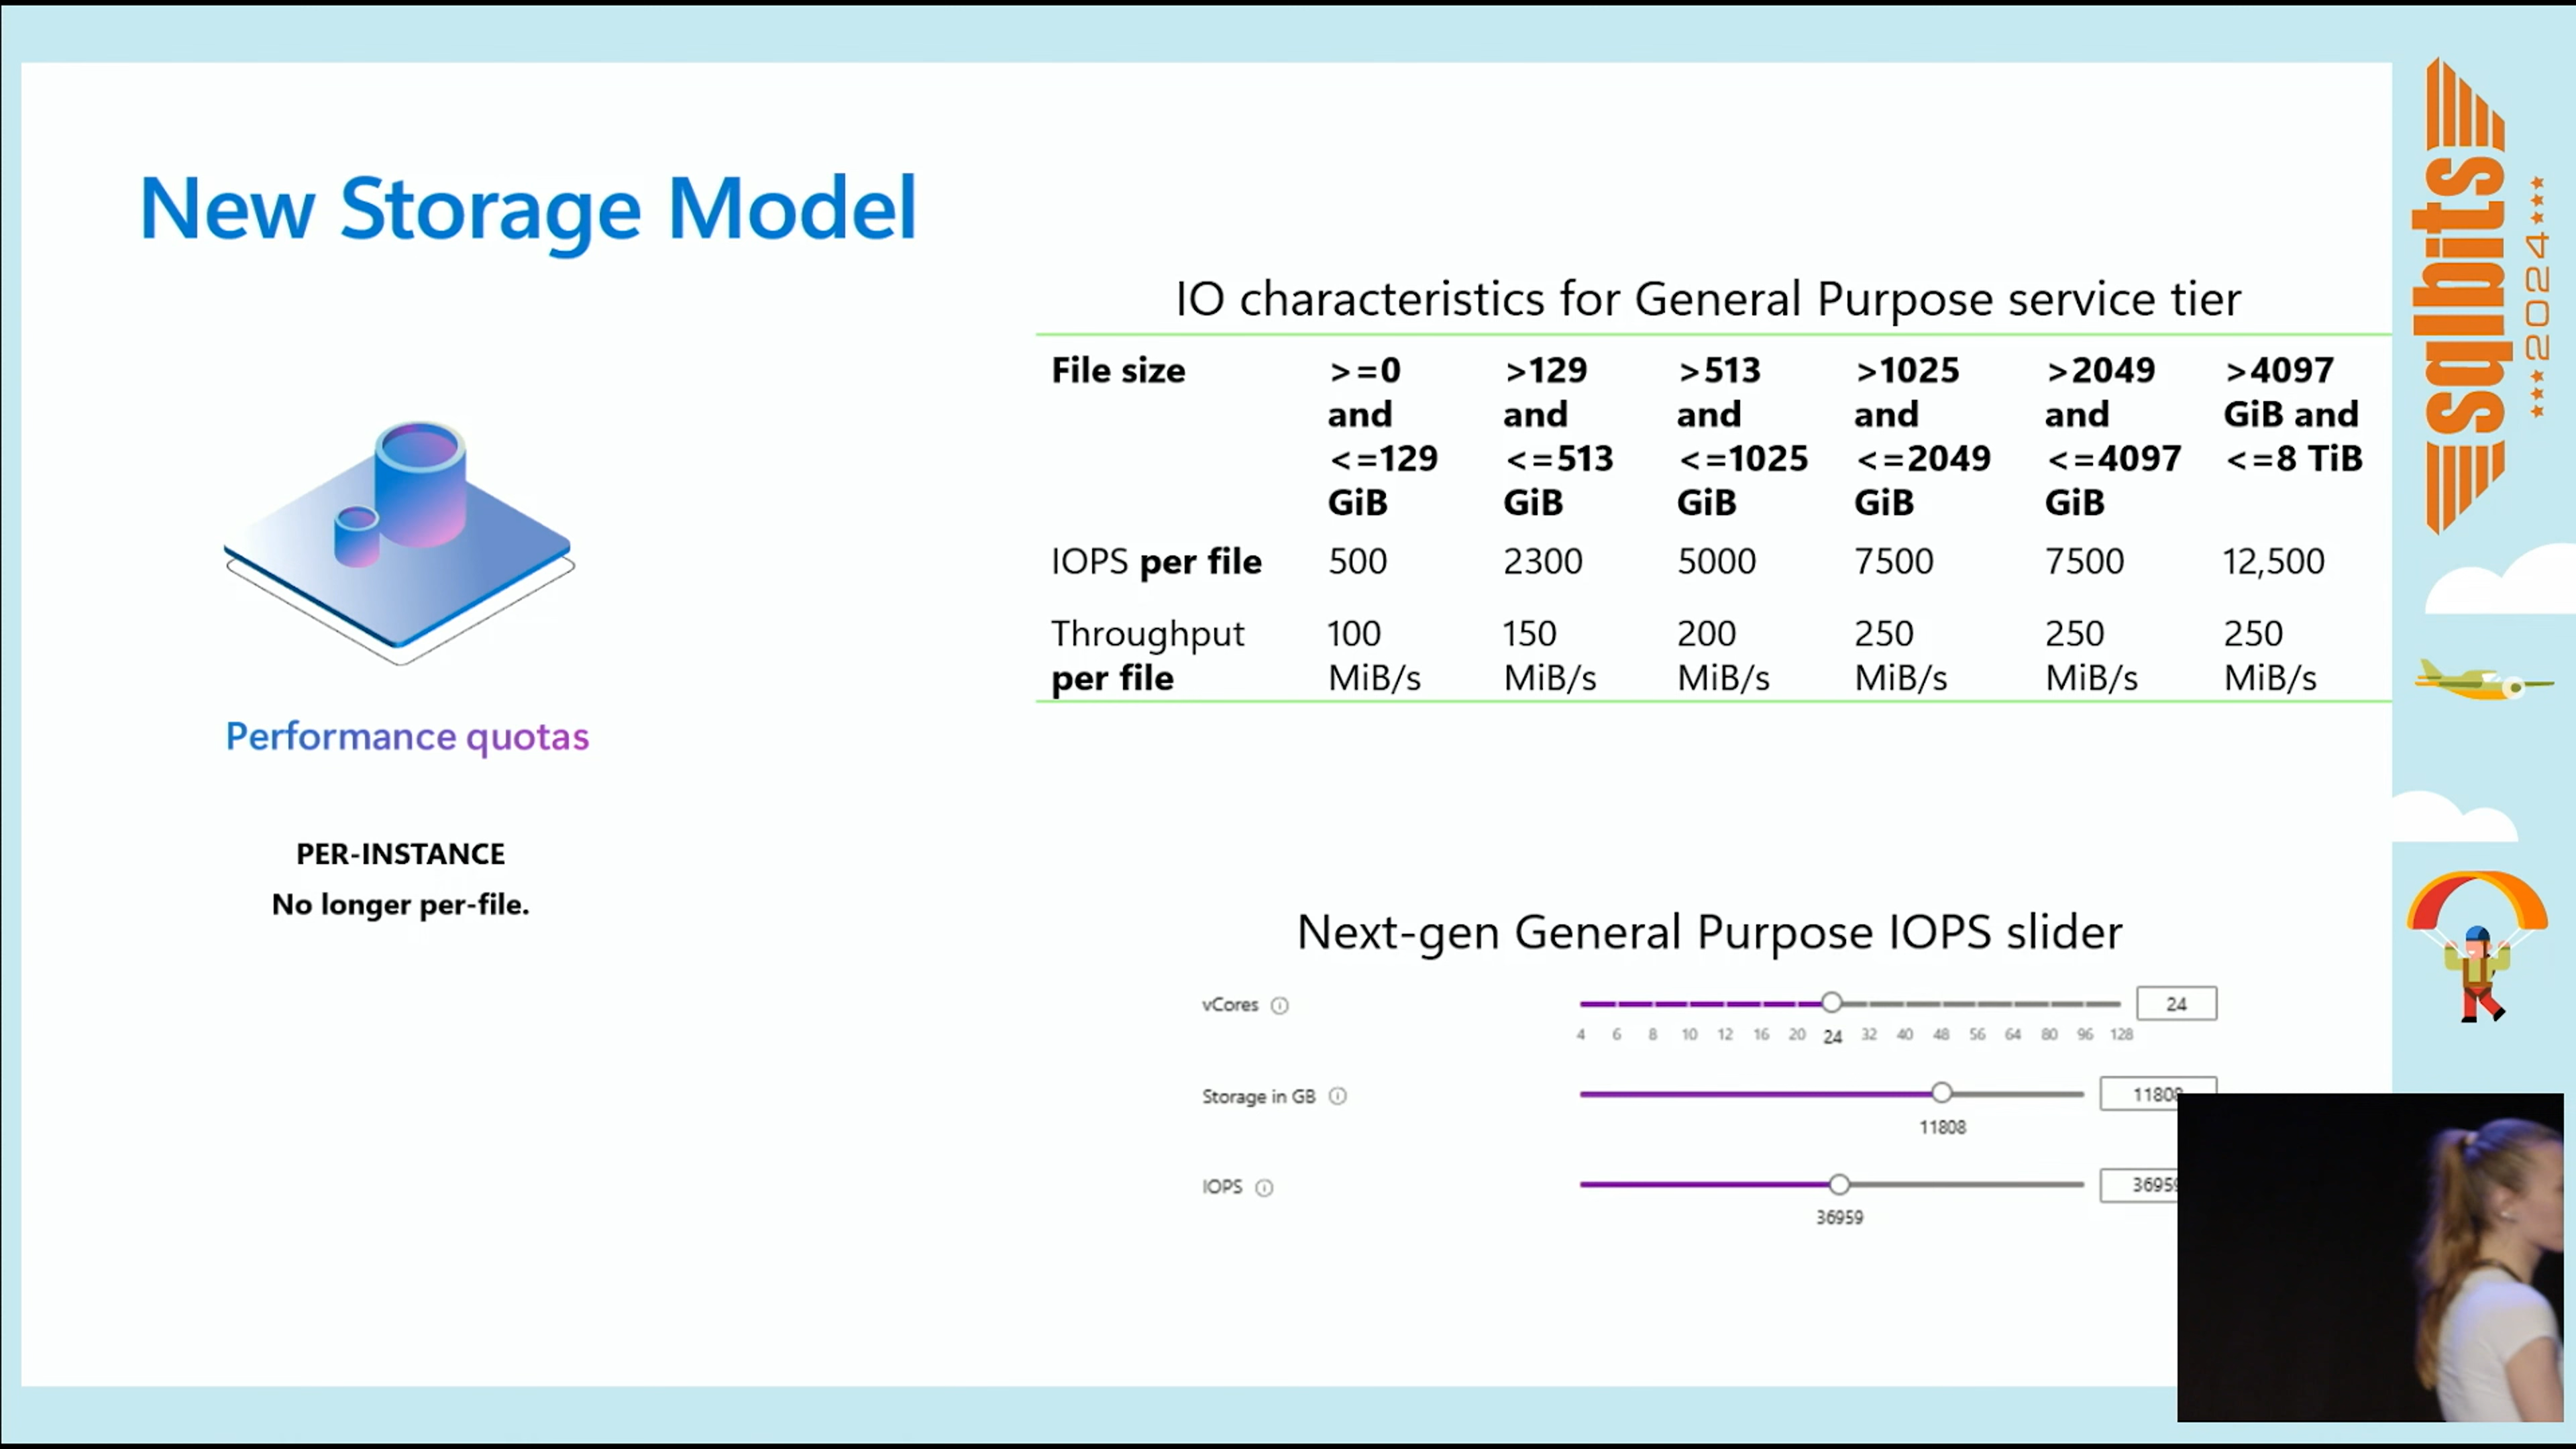 New Storage Model
Performance quotas
PER-INSTANCE
No longer per-file.
IO characteristics for General Purpose service tier
File size >=0 and <=129 GiB >129 and <=513 GiB >513 and <=1025 GiB >1025 and <=2049 GiB >2049 and <=4097 GiB >4097 GiB and <=8 TiB
IOPS per file 500 2300 5000 7500 7500 12,500
Throughput per file 100 MiB/s 150 MiB/s 200 MiB/s 250 MiB/s 250 MiB/s 250 MiB/s
Next-gen General Purpose IOPS slider
vCores 24
4 6 8 10 12 16 20 24 32 40 48 56 64 80 96 128
Storage in GB 11808
11808
IOPS 36959
36959
sqlbits
2024